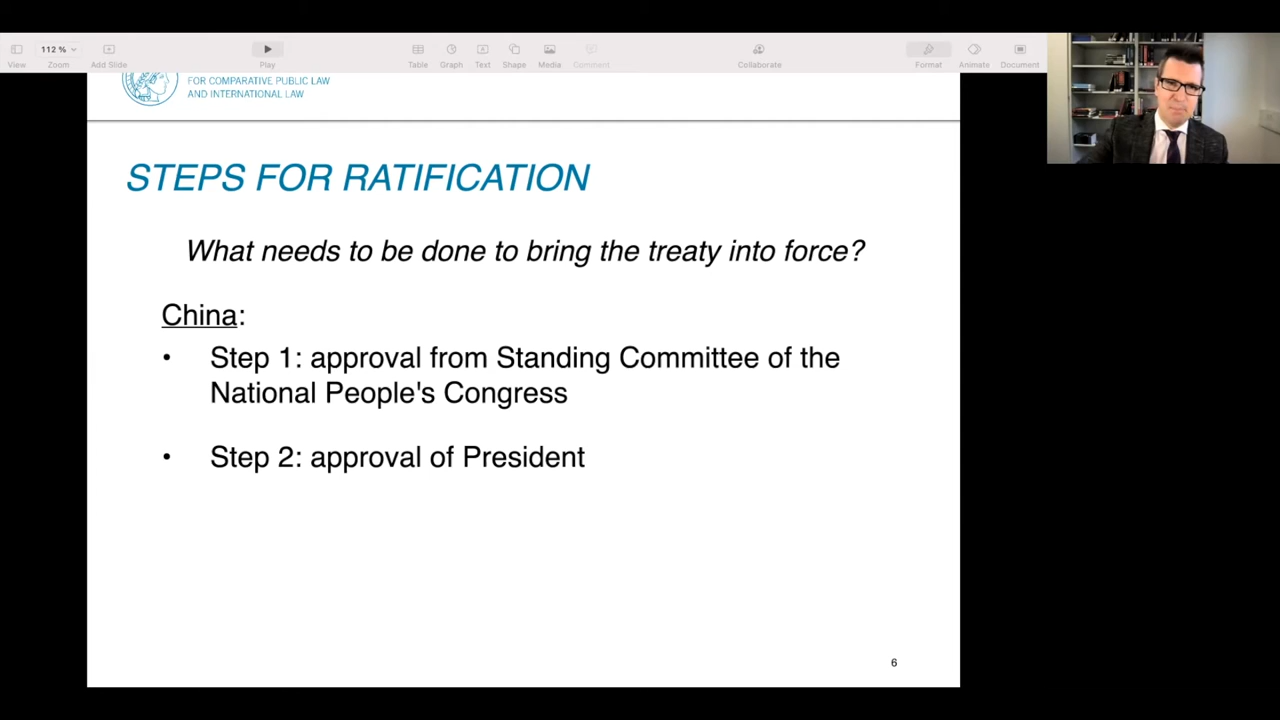 112 %
View
Zoom
Add Slide
Play
Table
Graph
Text
Shape
Media
Comment
Collaborate
Format
Animate
Document
FOR COMPARATIVE PUBLIC LAW
AND INTERNATIONAL LAW
STEPS FOR RATIFICATION
What needs to be done to bring the treaty into force?
China:
• Step 1: approval from Standing Committee of the
National People's Congress
• Step 2: approval of President
6